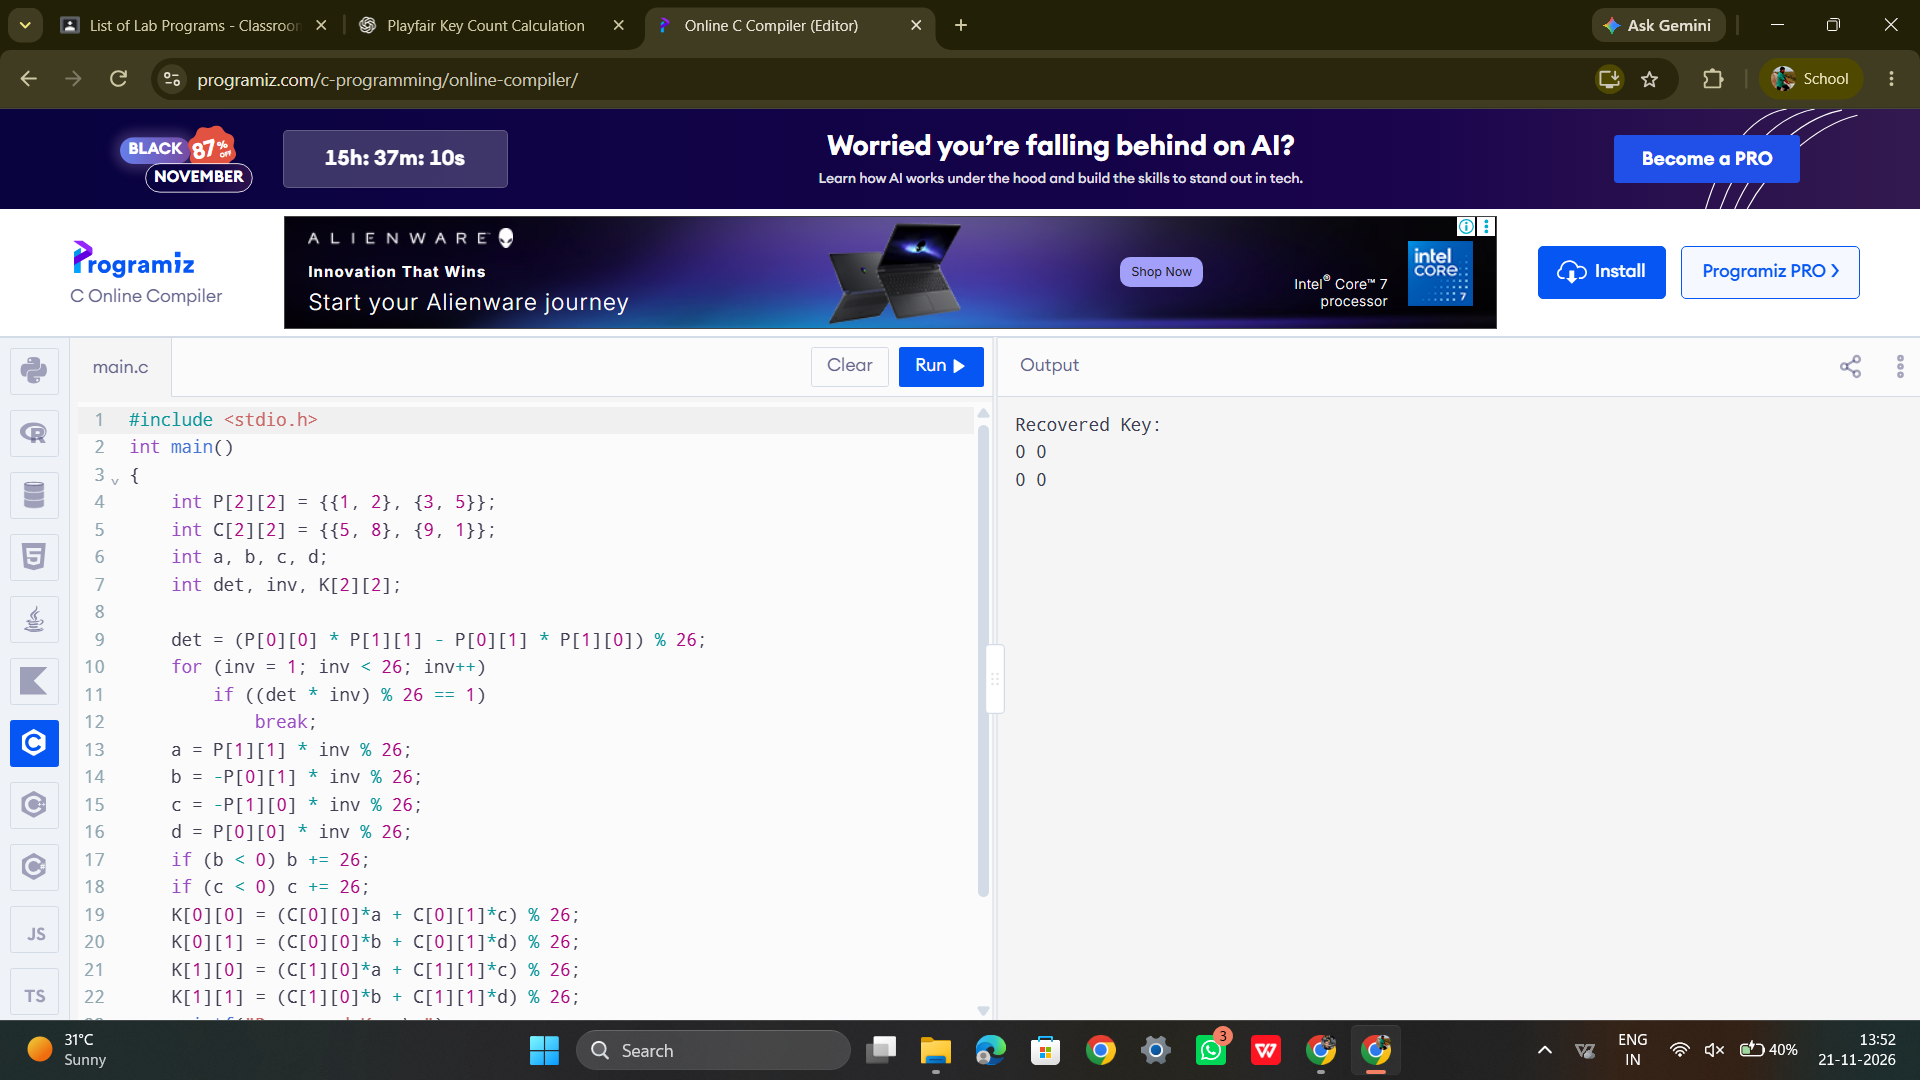 List of Lab Programs - Classroom
Playfair Key Count Calculation
Online C Compiler (Editor)
Ask Gemini
programiz.com/c-programming/online-compiler/
School
BLACK 87% OFF
NOVEMBER
15h: 37m: 10s
Worried you're falling behind on AI?
Learn how AI works under the hood and build the skills to stand out in tech.
Become a PRO
Programiz
C Online Compiler
ALIENWARE
Innovation That Wins
Start your Alienware journey
Shop Now
Intel® Core™ 7
processor
intel
CORE
7
Install
Programiz PRO >
main.c
Clear
Run
Output
1 #include <stdio.h>
2 int main()
3 {
4     int P[2][2] = {{1, 2}, {3, 5}};
5     int C[2][2] = {{5, 8}, {9, 1}};
6     int a, b, c, d;
7     int det, inv, K[2][2];
8
9     det = (P[0][0] * P[1][1] - P[0][1] * P[1][0]) % 26;
10     for (inv = 1; inv < 26; inv++)
11         if ((det * inv) % 26 == 1)
12             break;
13     a = P[1][1] * inv % 26;
14     b = -P[0][1] * inv % 26;
15     c = -P[1][0] * inv % 26;
16     d = P[0][0] * inv % 26;
17     if (b < 0) b += 26;
18     if (c < 0) c += 26;
19     K[0][0] = (C[0][0]*a + C[0][1]*c) % 26;
20     K[0][1] = (C[0][0]*b + C[0][1]*d) % 26;
21     K[1][0] = (C[1][0]*a + C[1][1]*c) % 26;
22     K[1][1] = (C[1][0]*b + C[1][1]*d) % 26;
Recovered Key:
0 0
0 0
JS
TS
31°C
Sunny
Search
3
ENG
IN
40%
13:52
21-11-2026